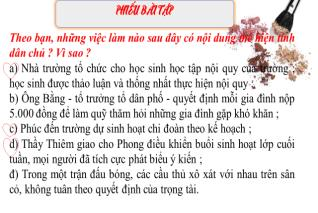 PHIẾU BÀI TẬP
Theo bạn, những việc làm nào sau đây có nội dung thể hiện tính
dân chủ ? Vì sao ?
a) Nhà trường tổ chức cho học sinh học tập nội quy của trường,
học sinh được thảo luận và thống nhất thực hiện nội quy ;
b) Ông Bằng - tổ trưởng tổ dân phố - quyết định mỗi gia đình nộp
5.000 đồng để làm quỹ thăm hỏi những gia đình gặp khó khăn ;
c) Phúc đến trường dự sinh hoạt chi đoàn theo kế hoạch ;
d) Thầy Thiêm giao cho Phong điều khiển buổi sinh hoạt lớp cuối
tuần, mọi người đã tích cực phát biểu ý kiến ;
đ) Trong một trận đấu bóng, các cầu thủ xô xát với nhau trên sân
cỏ, không tuân theo quyết định của trọng tài.